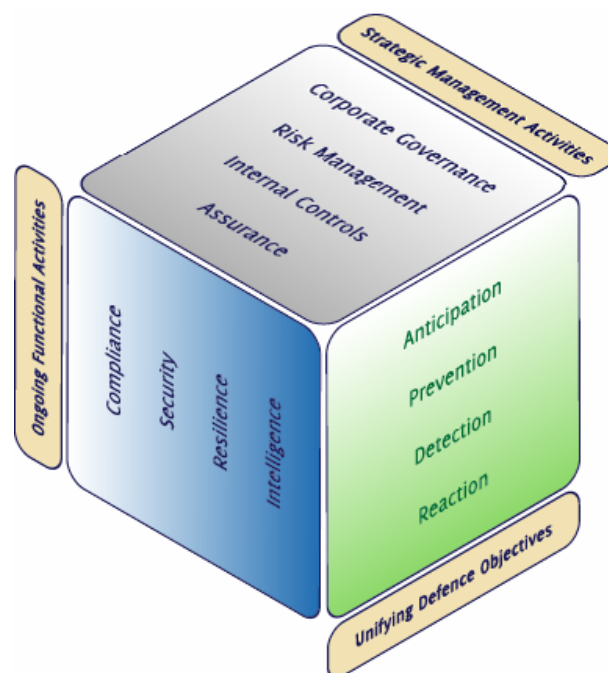 Strategic Management Activities
Corporate Governance
Risk Management
Internal Controls
Assurance
Ongoing Functional Activities
Compliance
Security
Resilience
Intelligence
Anticipation
Prevention
Detection
Reaction
Unifying Defence Objectives